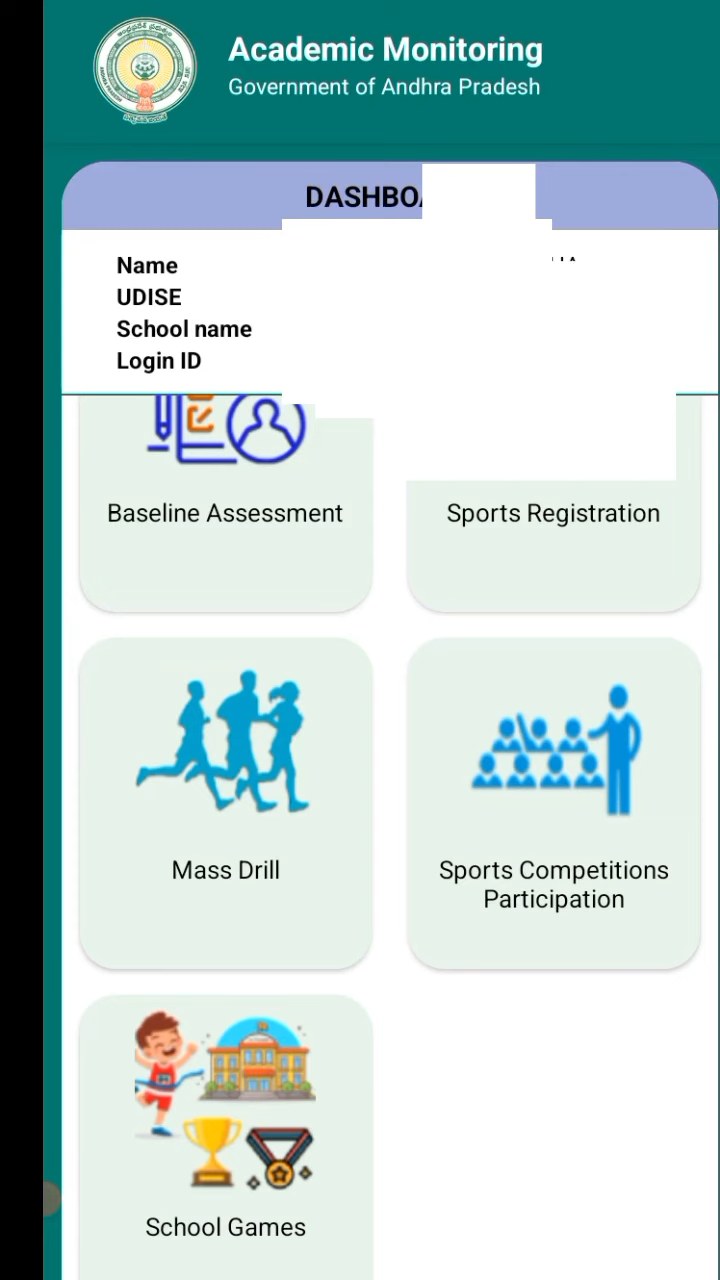 Academic Monitoring
Government of Andhra Pradesh
Name
UDISE
School name
Login ID
Baseline Assessment
Sports Registration
Mass Drill
Sports Competitions
Participation
School Games